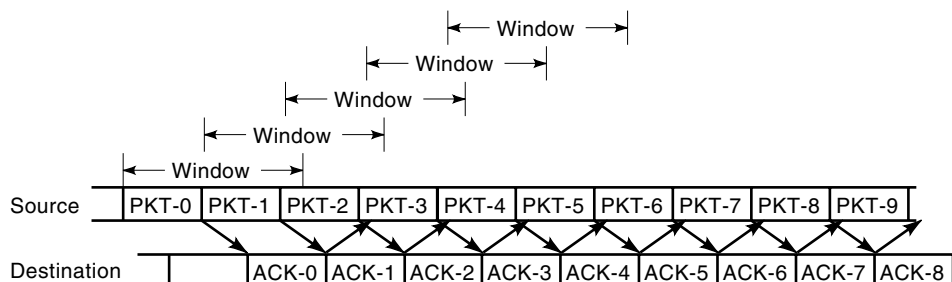 Window
Window
Window
Window
Window
Source PKT-0 PKT-1 PKT-2 PKT-3 PKT-4 PKT-5 PKT-6 PKT-7 PKT-8 PKT-9
Destination ACK-0 ACK-1 ACK-2 ACK-3 ACK-4 ACK-5 ACK-6 ACK-7 ACK-8